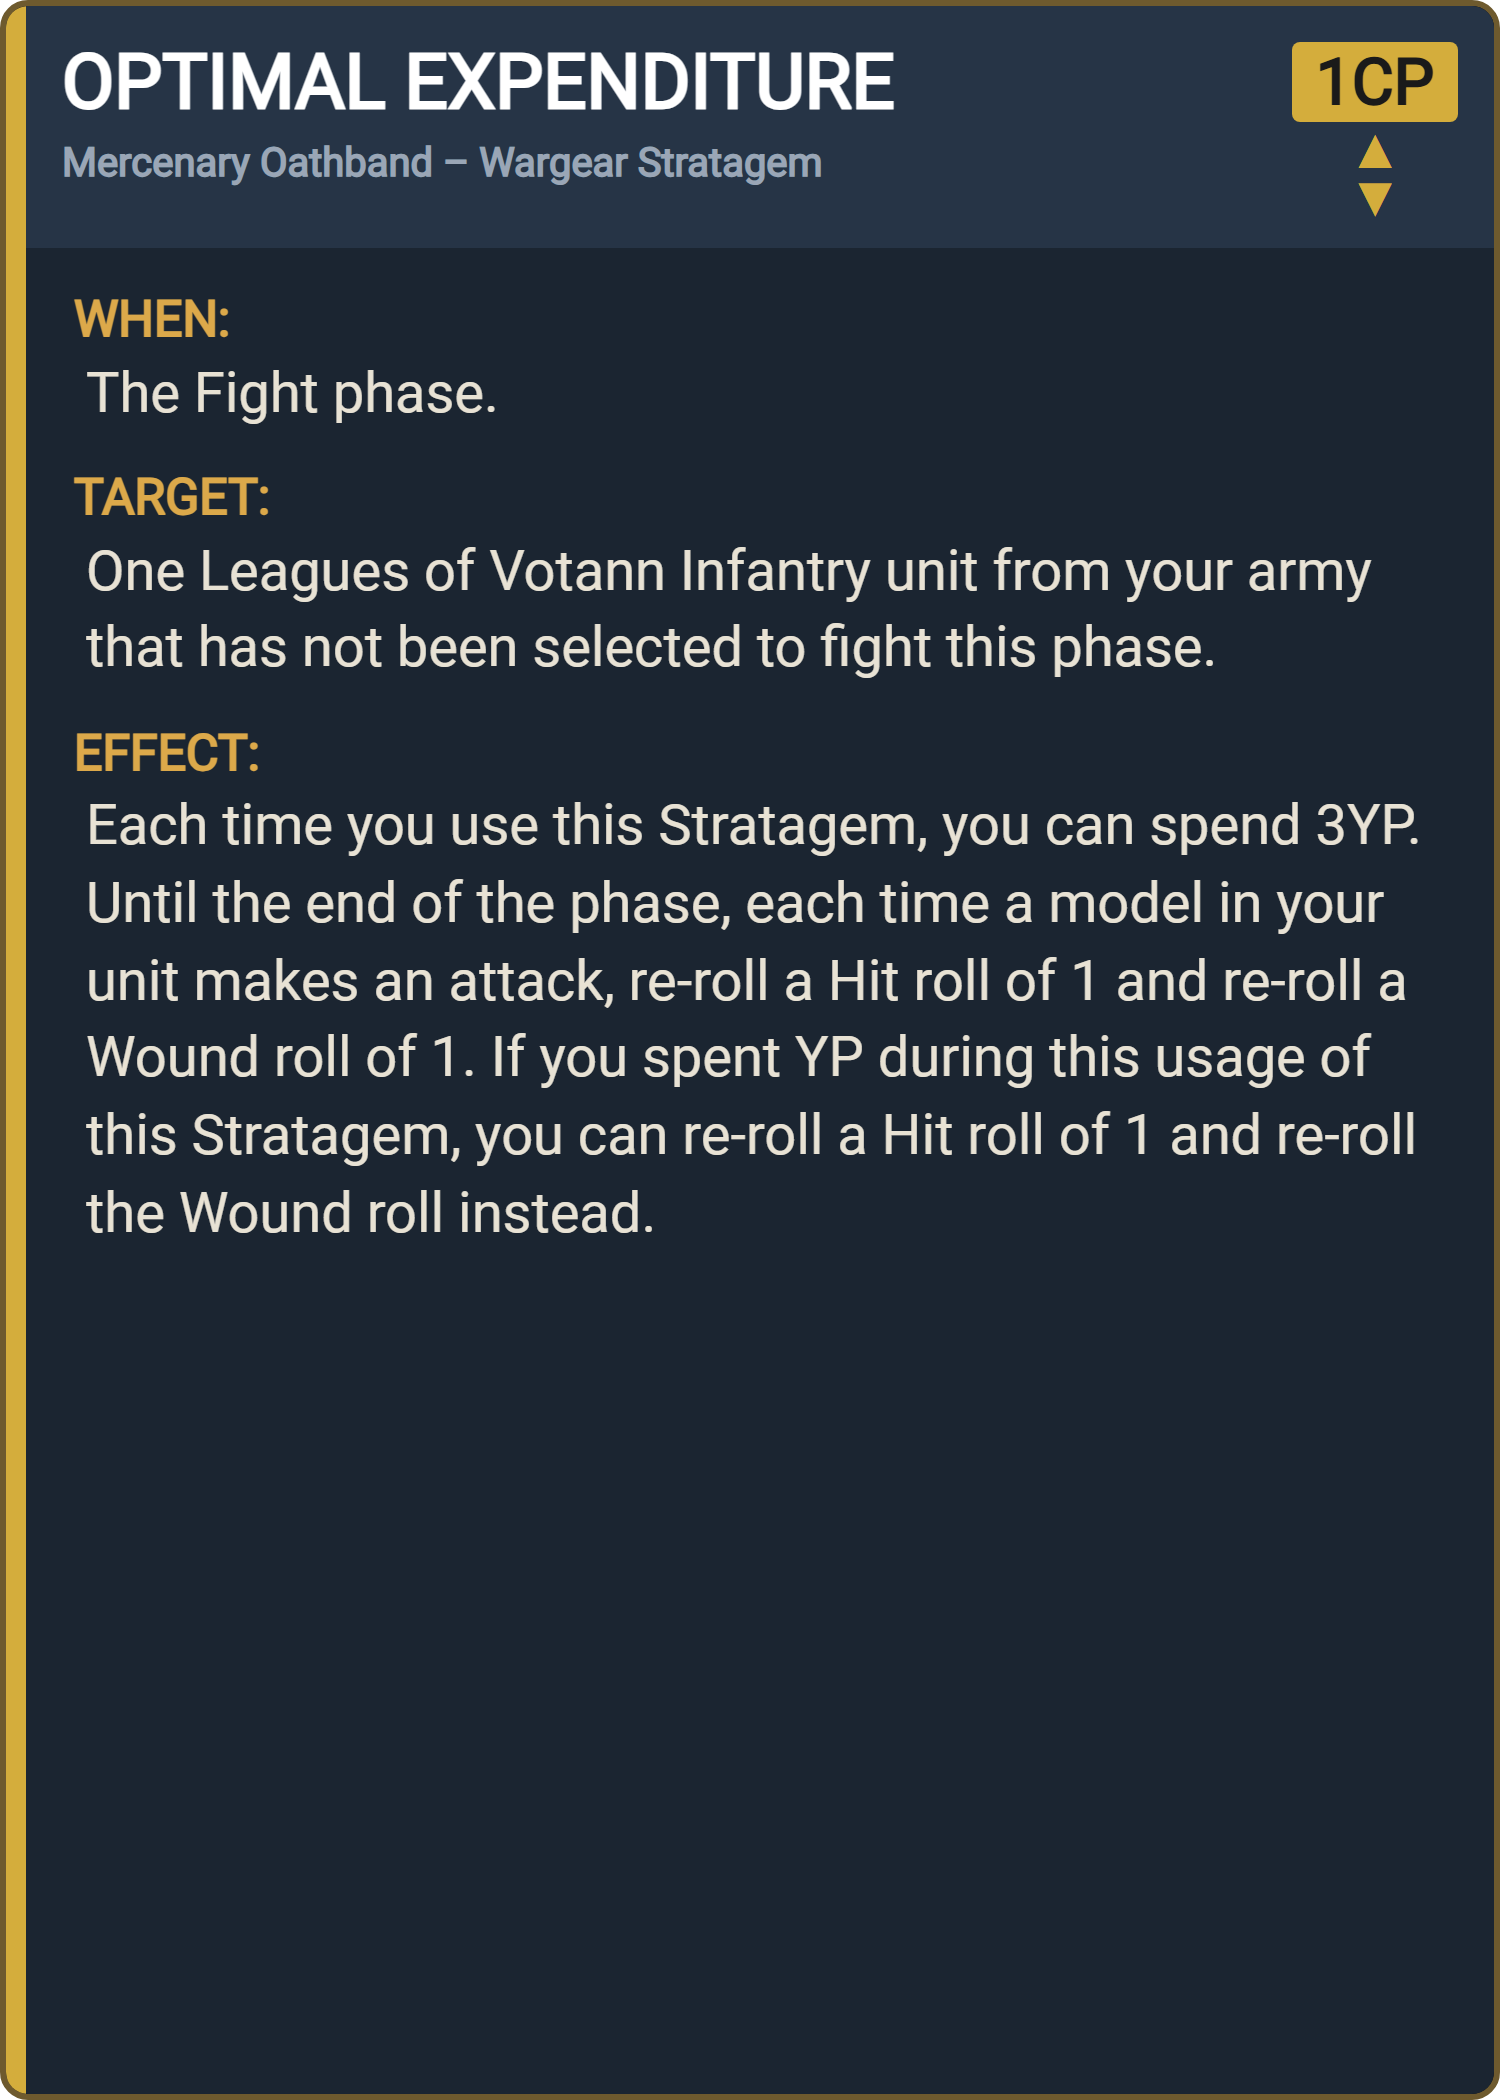 OPTIMAL EXPENDITURE
1CP
Mercenary Oathband – Wargear Stratagem
WHEN:
The Fight phase.
TARGET:
One Leagues of Votann Infantry unit from your army
that has not been selected to fight this phase.
EFFECT:
Each time you use this Stratagem, you can spend 3YP.
Until the end of the phase, each time a model in your
unit makes an attack, re-roll a Hit roll of 1 and re-roll a
Wound roll of 1. If you spent YP during this usage of
this Stratagem, you can re-roll a Hit roll of 1 and re-roll
the Wound roll instead.